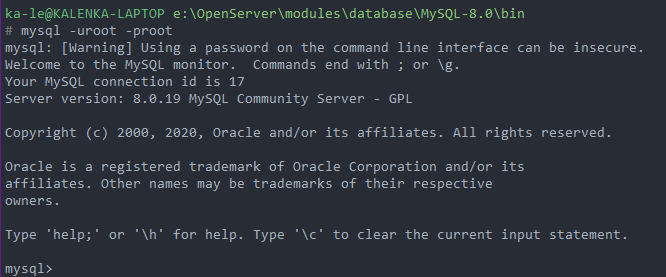 ka-le@KALENKA-LAPTOP e:\OpenServer\modules\database\MySQL-8.0\bin
# mysql -uroot -proot
mysql: [Warning] Using a password on the command line interface can be insecure.
Welcome to the MySQL monitor.  Commands end with ; or \g.
Your MySQL connection id is 17
Server version: 8.0.19 MySQL Community Server - GPL

Copyright (c) 2000, 2020, Oracle and/or its affiliates. All rights reserved.

Oracle is a registered trademark of Oracle Corporation and/or its
affiliates. Other names may be trademarks of their respective
owners.

Type 'help;' or '\h' for help. Type '\c' to clear the current input statement.

mysql>